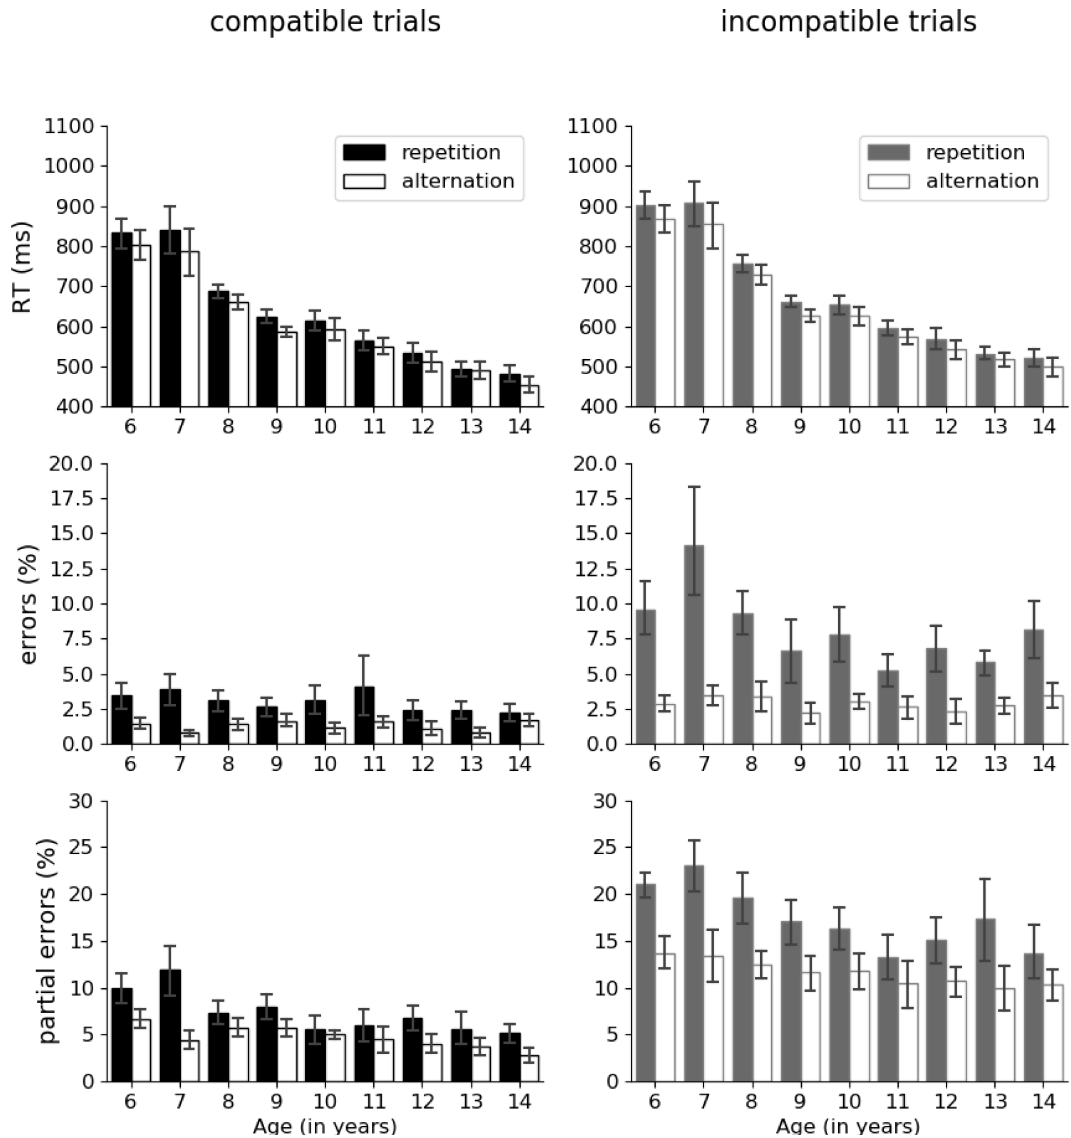 compatible trials
incompatible trials
RT (ms)
1100
1000
900
800
700
600
500
400
repetition
alternation
6 7 8 9 10 11 12 13 14
1100
1000
900
800
700
600
500
400
repetition
alternation
6 7 8 9 10 11 12 13 14
errors (%)
20.0
17.5
15.0
12.5
10.0
7.5
5.0
2.5
0.0
6 7 8 9 10 11 12 13 14
20.0
17.5
15.0
12.5
10.0
7.5
5.0
2.5
0.0
6 7 8 9 10 11 12 13 14
partial errors (%)
30
25
20
15
10
5
0
6 7 8 9 10 11 12 13 14
Age (in years)
30
25
20
15
10
5
0
6 7 8 9 10 11 12 13 14
Age (in years)